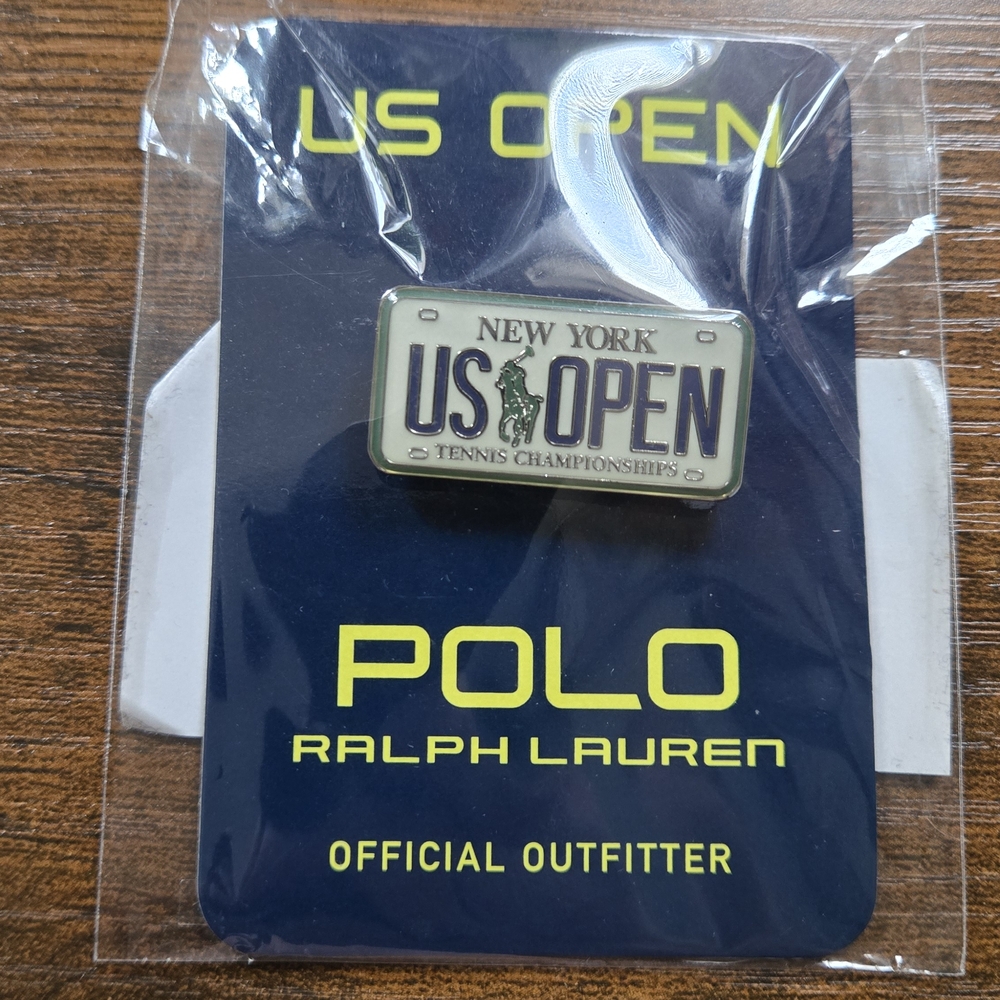 US OPEN
NEW YORK
US OPEN
TENNIS CHAMPIONSHIPS
POLO
RALPH LAUREN
OFFICIAL OUTFITTER